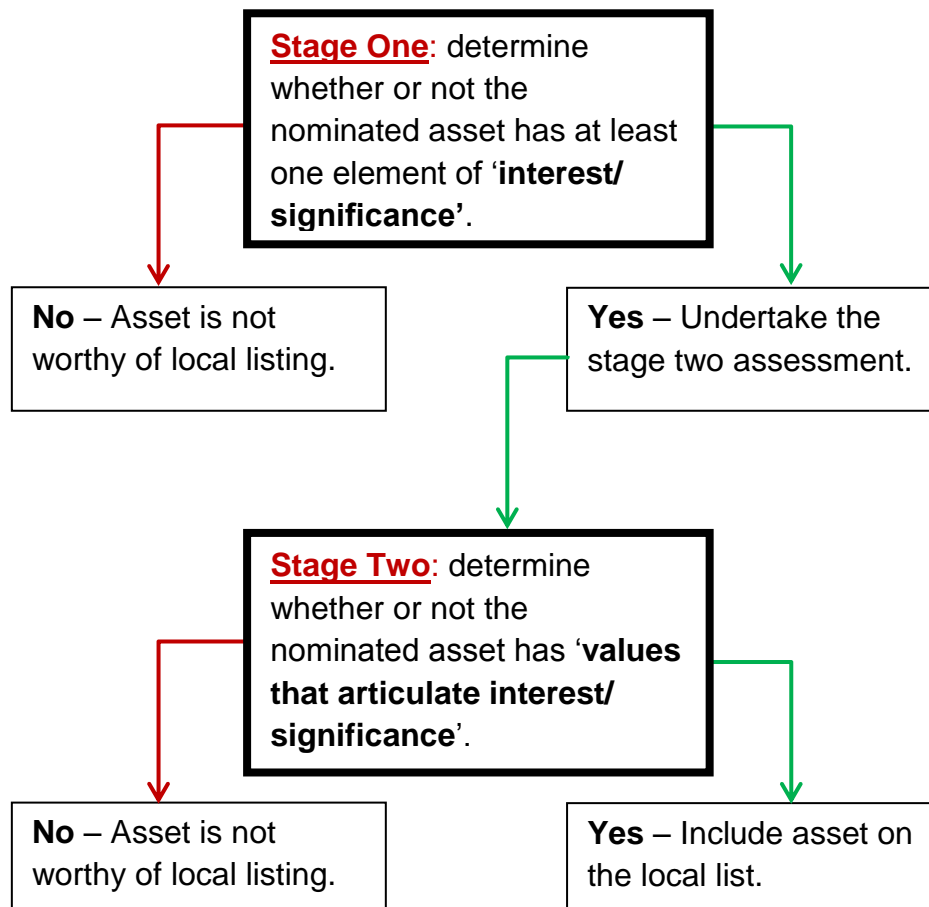 Stage One: determine
whether or not the
nominated asset has at least
one element of ‘interest/
significance’.
No – Asset is not
worthy of local listing.
Yes – Undertake the
stage two assessment.
Stage Two: determine
whether or not the
nominated asset has ‘values
that articulate interest/
significance’.
No – Asset is not
worthy of local listing.
Yes – Include asset on
the local list.